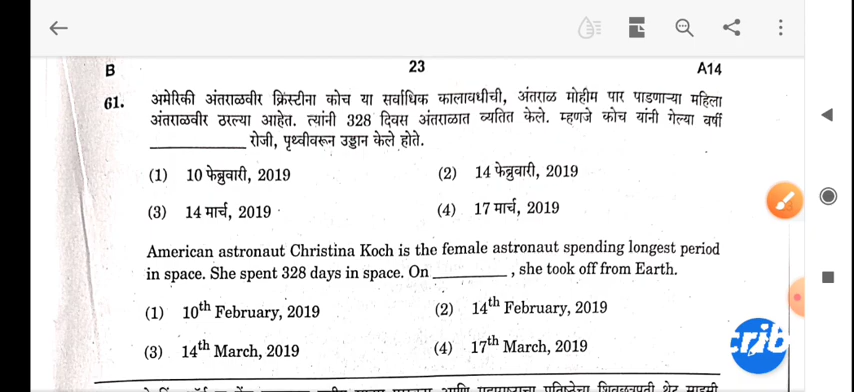 B 23 A14
61. अमेरिकी अंतराळवीर क्रिस्टीना कोच या सर्वाधिक कालावधीची, अंतराळ मोहीम पार पाडणाऱ्या महिला
अंतराळवीर ठरल्या आहेत. त्यांनी 328 दिवस अंतराळात व्यतित केले. म्हणजे कोच यांनी गेल्या वर्षी
____________ रोजी, पृथ्वीवरून उड्डान केले होते.
(1) 10 फेब्रुवारी, 2019 (2) 14 फेब्रुवारी, 2019
(3) 14 मार्च, 2019 (4) 17 मार्च, 2019
American astronaut Christina Koch is the female astronaut spending longest period
in space. She spent 328 days in space. On _________ , she took off from Earth.
(1) 10th February, 2019 (2) 14th February, 2019
(3) 14th March, 2019 (4) 17th March, 2019